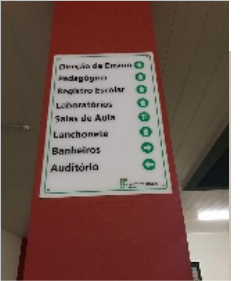 Direção de Ensino
Pedagógico
Registro Escolar
Laboratórios
Salas de Aula
Lanchonete
Banheiros
Auditório